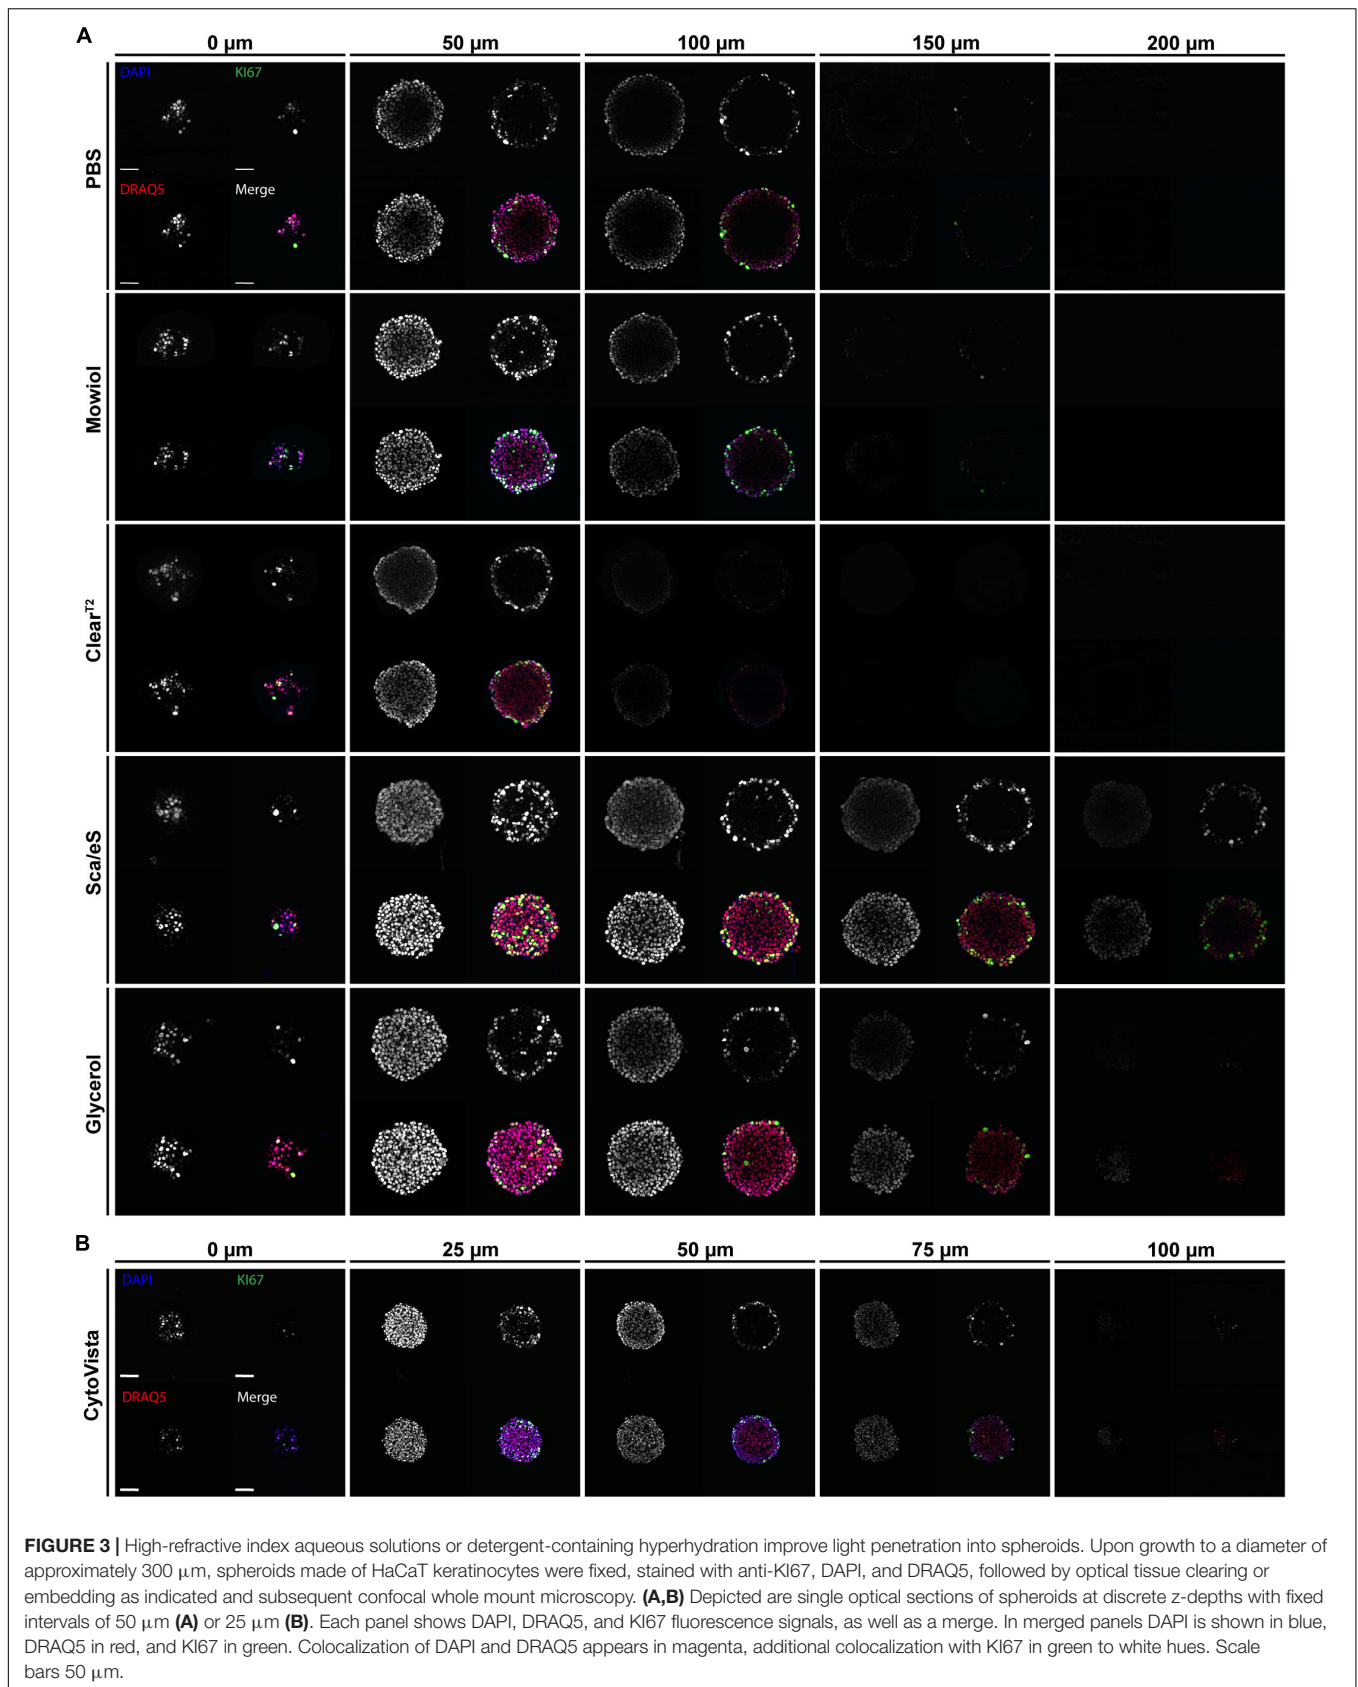 A
0 µm 50 µm 100 µm 150 µm 200 µm
PBS
DAPI KI67
DRAQ5 Merge
Mowiol
Clear^T2
Sca/eS
Glycerol
B
0 µm 25 µm 50 µm 75 µm 100 µm
CytoVista
DAPI KI67
DRAQ5 Merge
FIGURE 3 | High-refractive index aqueous solutions or detergent-containing hyperhydration improve light penetration into spheroids. Upon growth to a diameter of
approximately 300 µm, spheroids made of HaCaT keratinocytes were fixed, stained with anti-KI67, DAPI, and DRAQ5, followed by optical tissue clearing or
embedding as indicated and subsequent confocal whole mount microscopy. (A,B) Depicted are single optical sections of spheroids at discrete z-depths with fixed
intervals of 50 µm (A) or 25 µm (B). Each panel shows DAPI, DRAQ5, and KI67 fluorescence signals, as well as a merge. In merged panels DAPI is shown in blue,
DRAQ5 in red, and KI67 in green. Colocalization of DAPI and DRAQ5 appears in magenta, additional colocalization with KI67 in green to white hues. Scale
bars 50 µm.